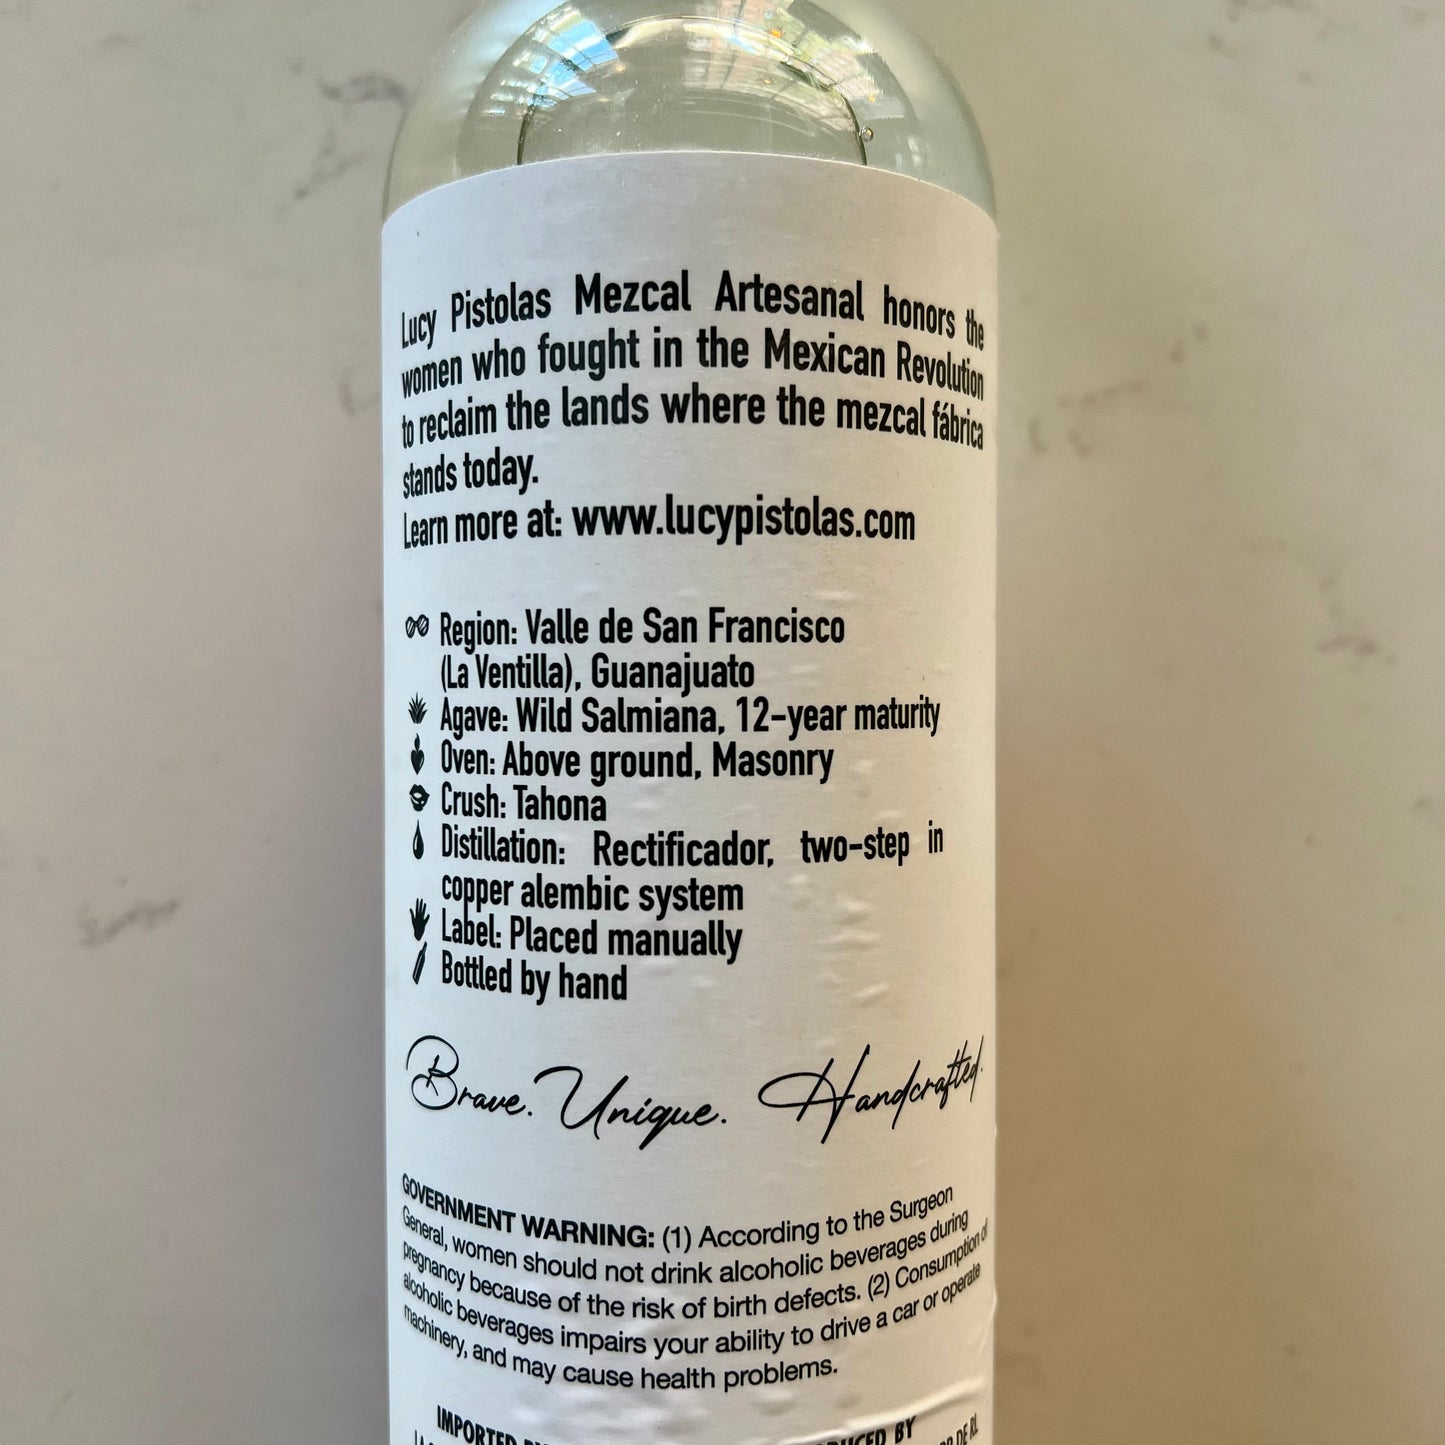 Lucy Pistolas Mezcal Artesanal honors the
women who fought in the Mexican Revolution
to reclaim the lands where the mezcal fábrica
stands today.
Learn more at: www.lucypistolas.com
Region: Valle de San Francisco
(La Ventilla), Guanajuato
Agave: Wild Salmiana, 12-year maturity
Oven: Above ground, Masonry
Crush: Tahona
Distillation: Rectificador, two-step in
copper alembic system
Label: Placed manually
Bottled by hand
Brave. Unique. Handcrafted.
GOVERNMENT WARNING: (1) According to the Surgeon
General, women should not drink alcoholic beverages during
pregnancy because of the risk of birth defects. (2) Consumption of
alcoholic beverages impairs your ability to drive a car or operate
machinery, and may cause health problems.
IMPORTED BY
DE RL